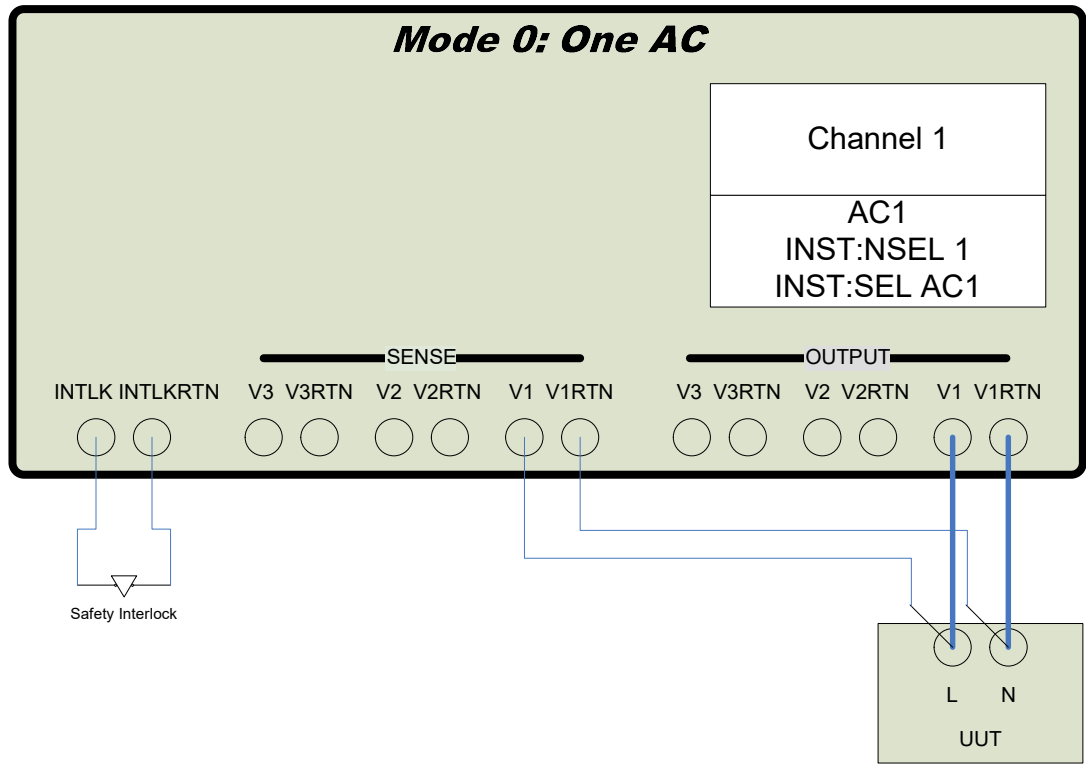 Mode 0: One AC
Channel 1
AC1
INST:NSEL 1
INST:SEL AC1
SENSE
OUTPUT
INTLK INTLKRTN V3 V3RTN V2 V2RTN V1 V1RTN V3 V3RTN V2 V2RTN V1 V1RTN
Safety Interlock
L N
UUT